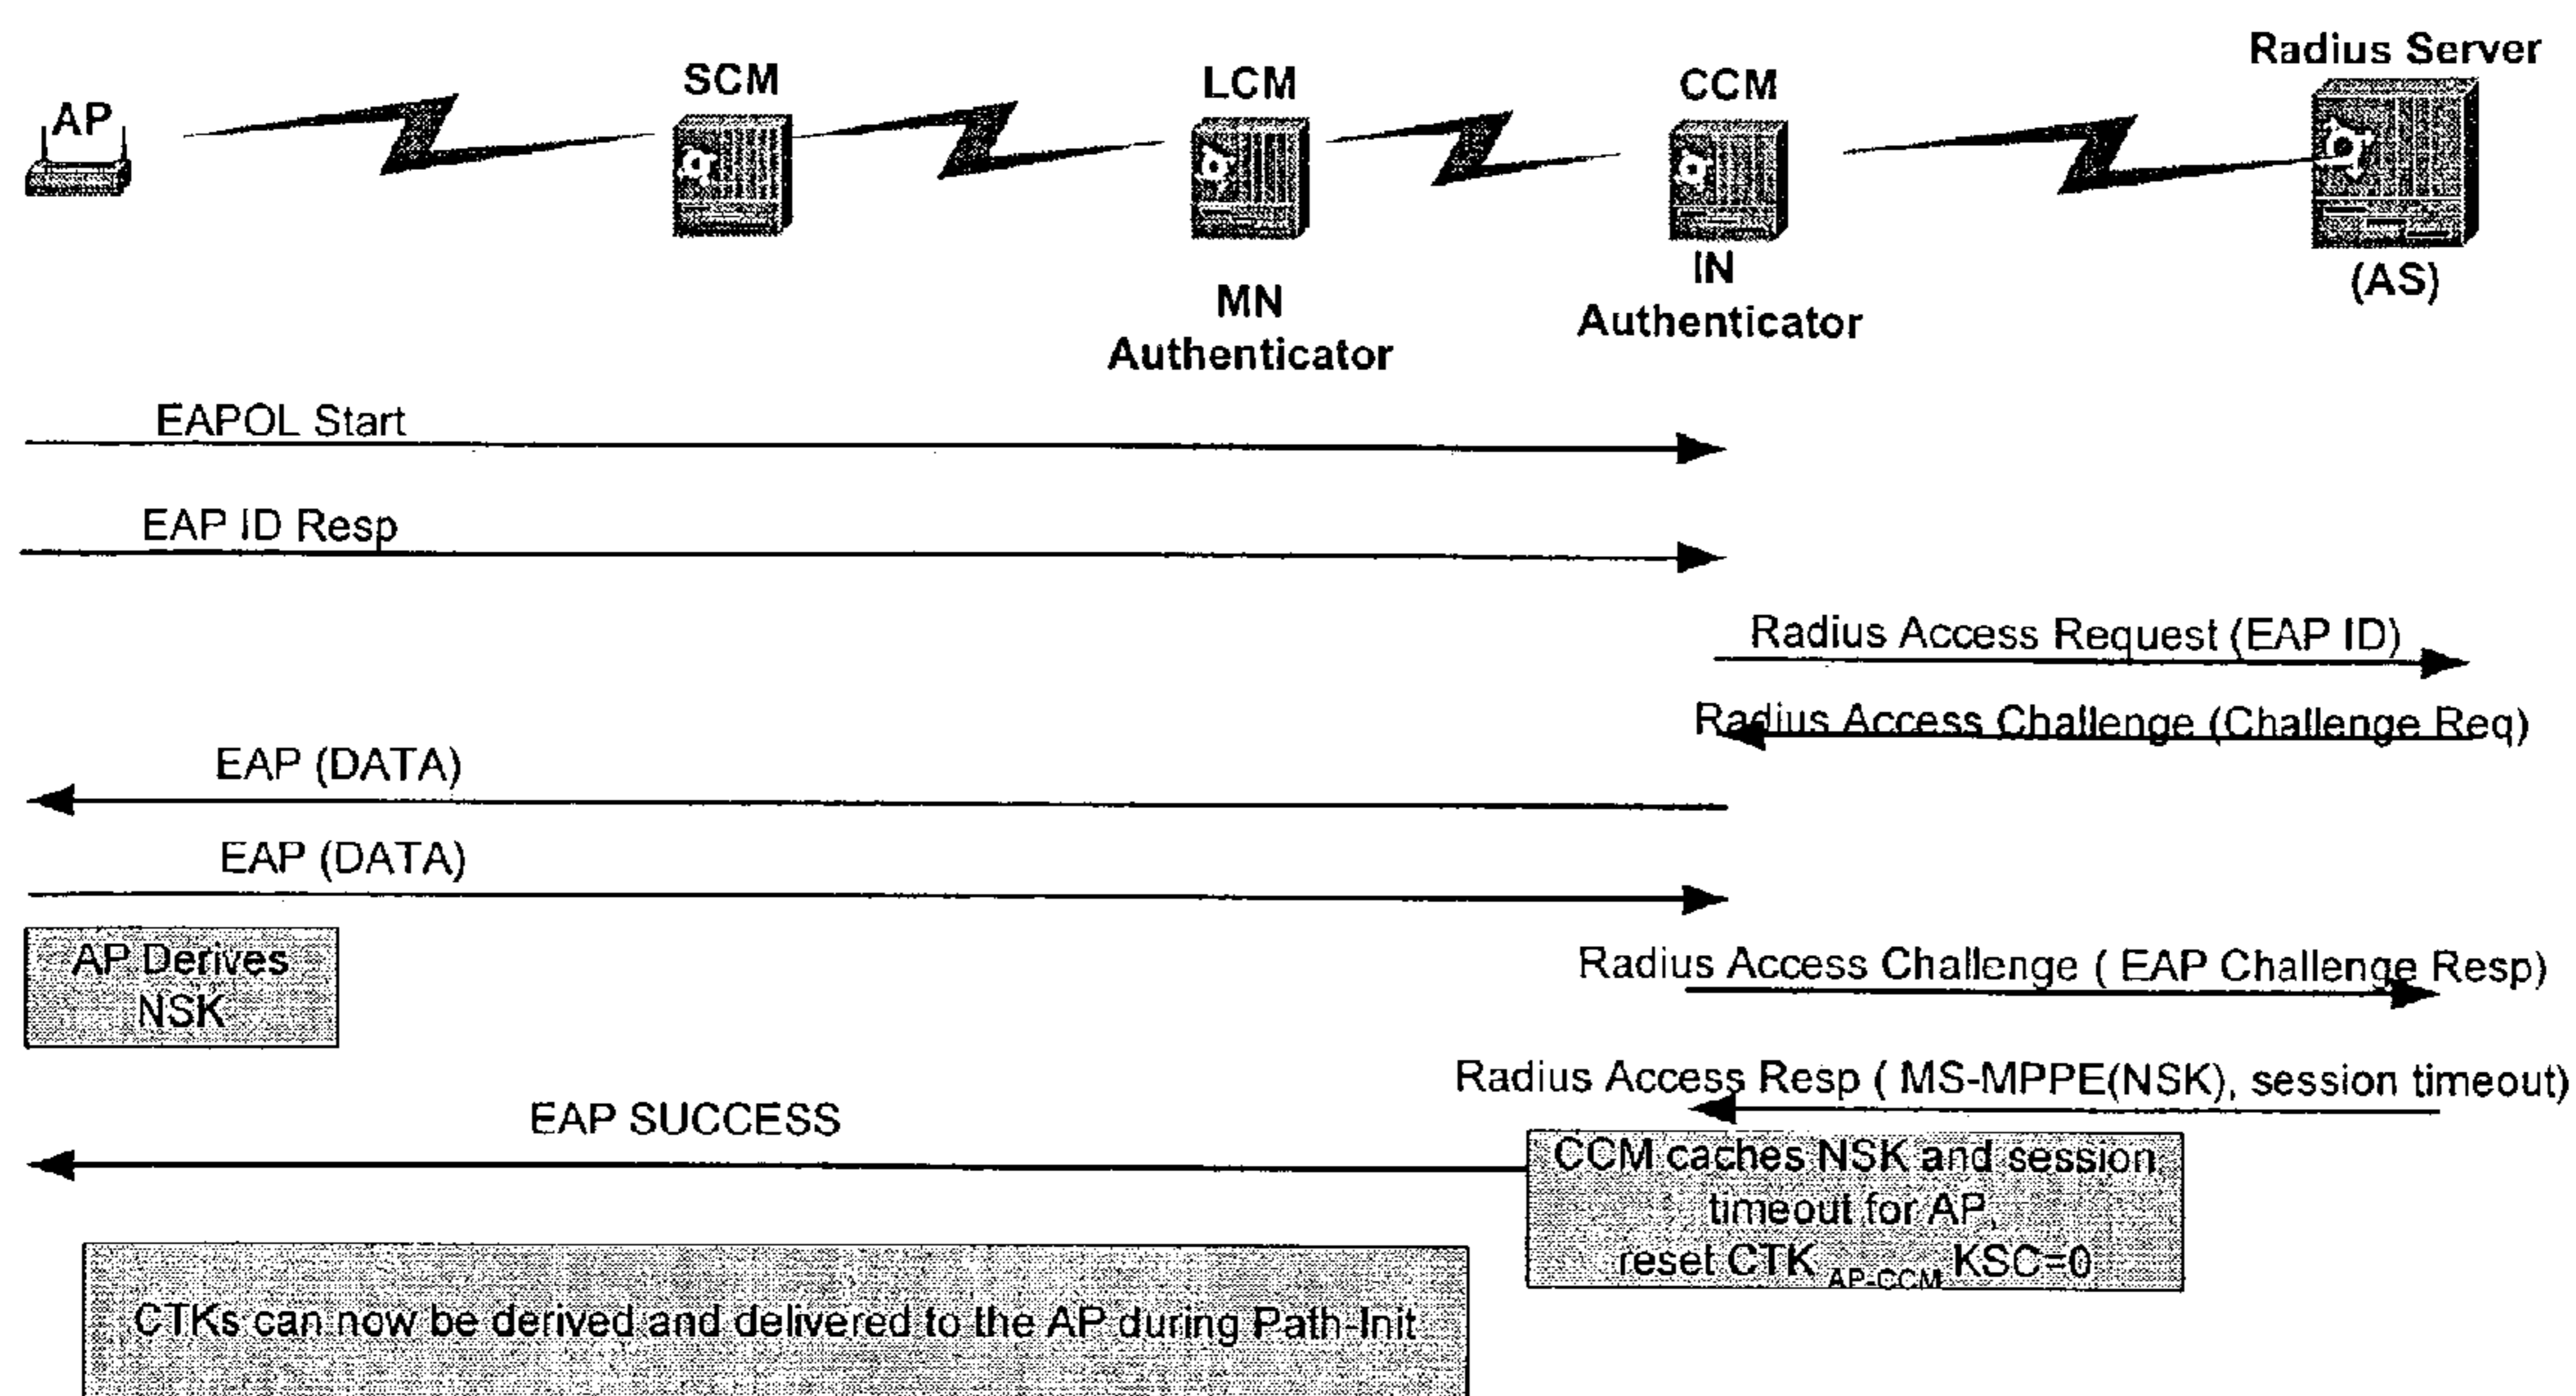 Radius Server
SCM
LCM
CCM
AP
IN
Authenticator
(AS)
MN
Authenticator
EAPOL Start
EAP ID Resp
Radius Access Request (EAP ID)
Radius Access Challenge (Challenge Req)
EAP (DATA)
EAP (DATA)
AP Derives
NSK
Radius Access Challenge ( EAP Challenge Resp)
Radius Access Resp ( MS-MPPE(NSK), session timeout)
EAP SUCCESS
CCM caches NSK and session
timeout for AP,
reset CTK AP-CCM KSC=0
CTKs can now be derived and delivered to the AP during Path-Init